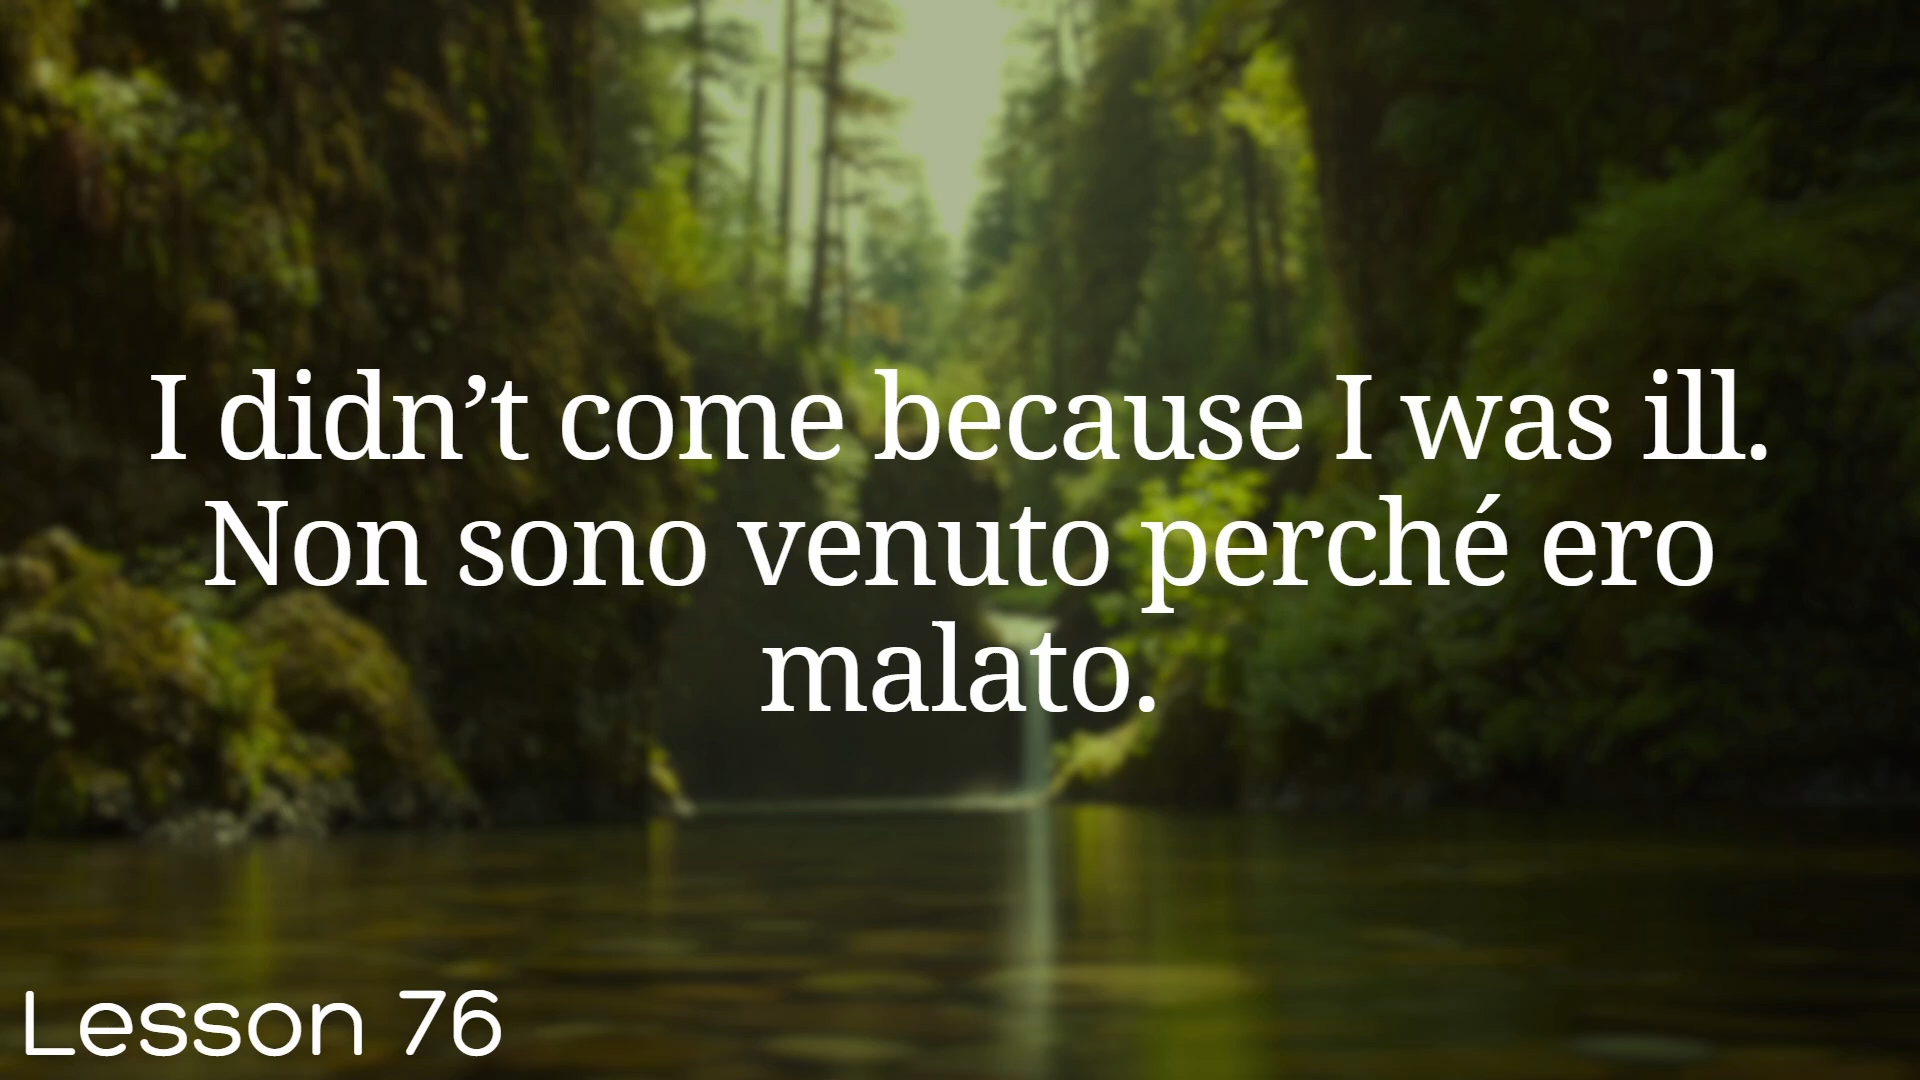 I didn’t come because I was ill.
Non sono venuto perché ero
malato.
Lesson 76